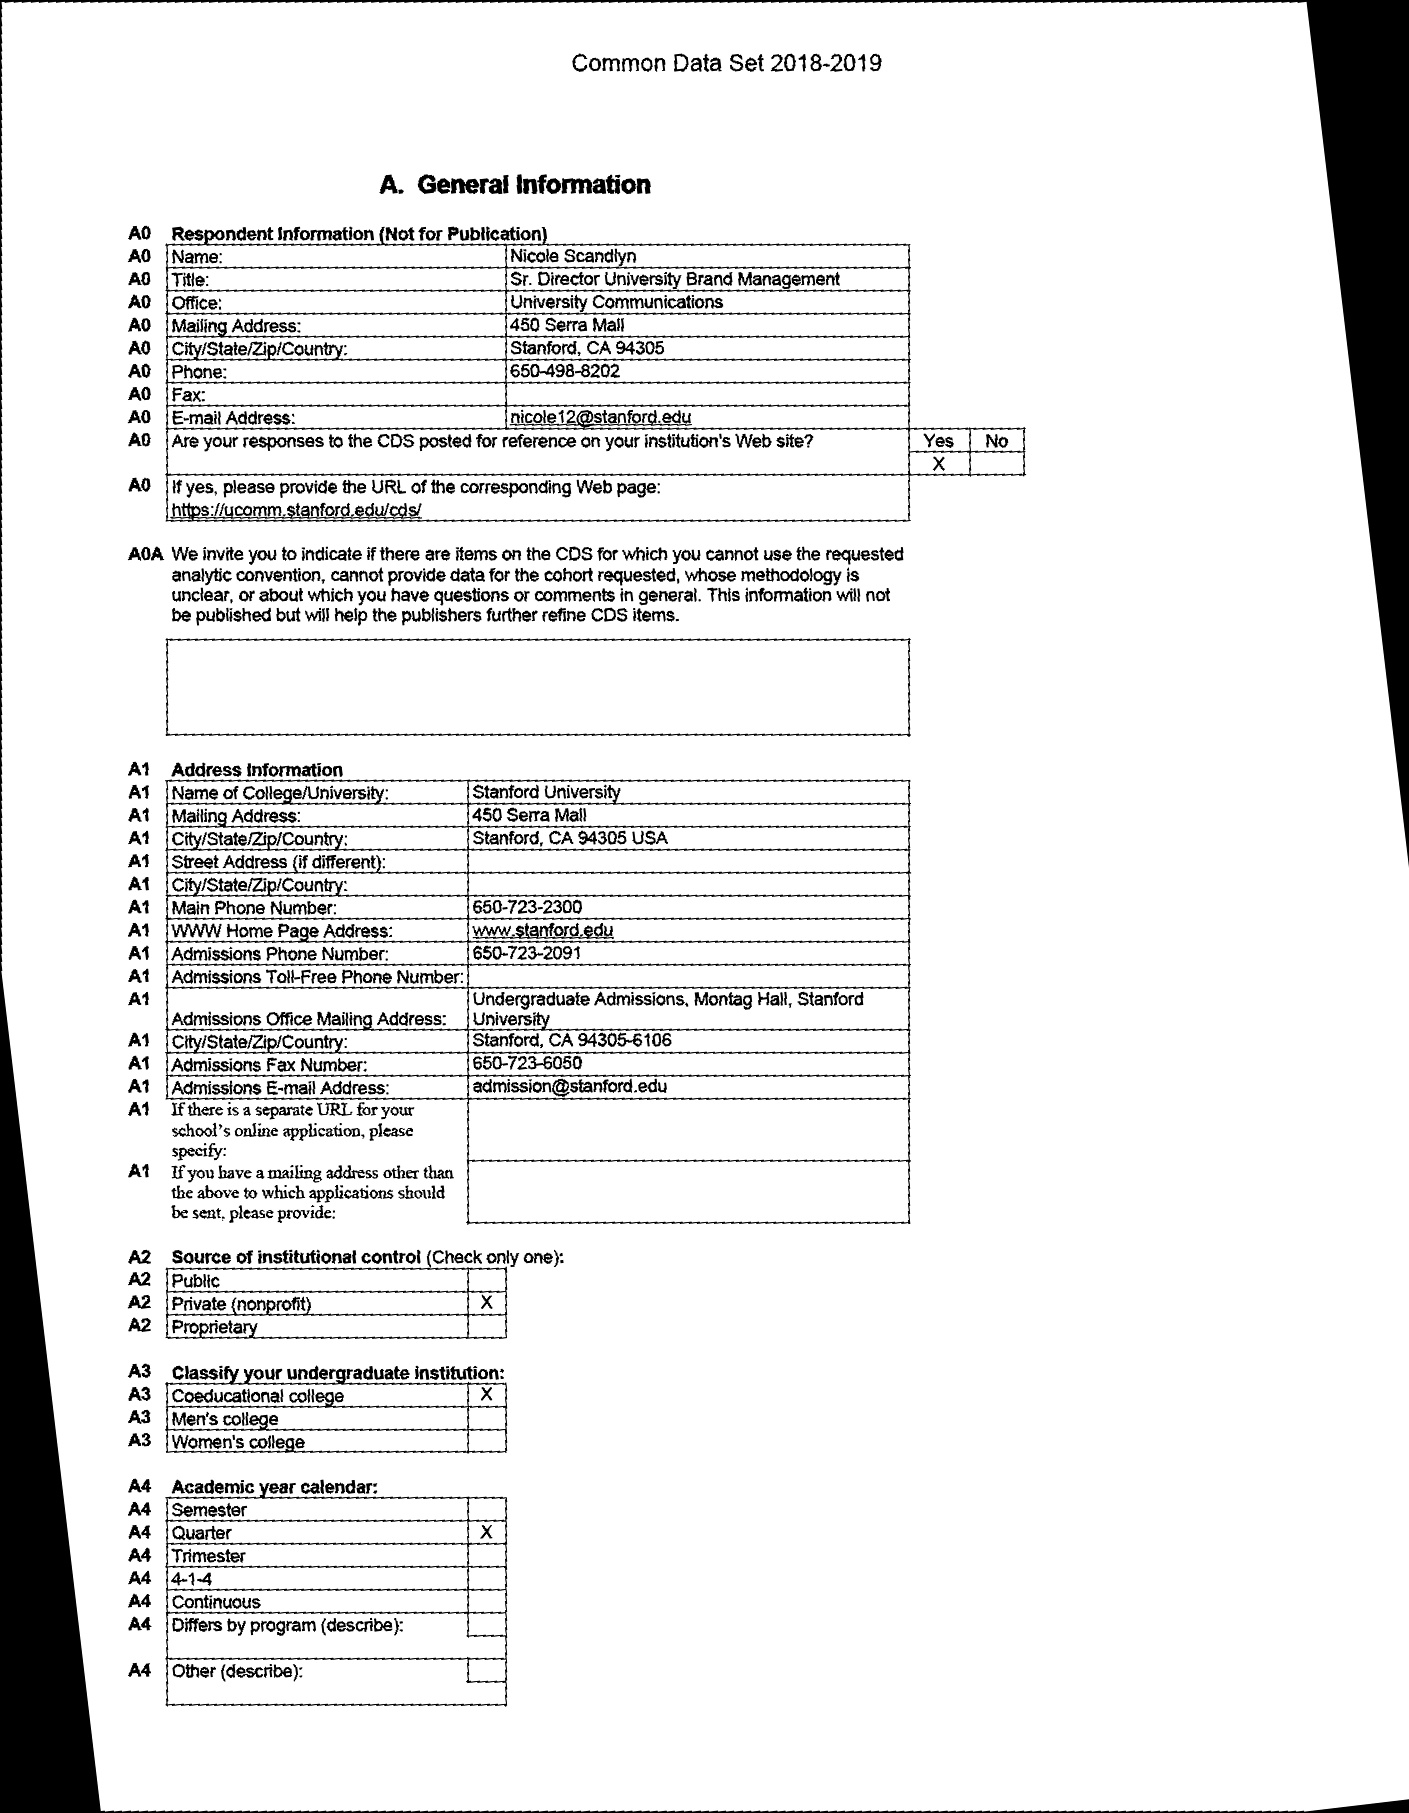 Common Data Set 2018-2019
A. General Information
A0 Respondent Information (Not for Publication)
A0 Name: Nicole Scandlyn
A0 Title: Sr. Director University Brand Management
A0 Office: University Communications
A0 Mailing Address: 450 Serra Mall
A0 City/State/Zip/Country: Stanford, CA 94305
A0 Phone: 650-498-8202
A0 Fax:
A0 E-mail Address: nicole12@stanford.edu
A0 Are your responses to the CDS posted for reference on your institution's Web site? Yes No
X
A0 If yes, please provide the URL of the corresponding Web page:
https://ucomm.stanford.edu/cds/
A0A We invite you to indicate if there are items on the CDS for which you cannot use the requested
analytic convention, cannot provide data for the cohort requested, whose methodology is
unclear, or about which you have questions or comments in general. This information will not
be published but will help the publishers further refine CDS items.
A1 Address Information
A1 Name of College/University: Stanford University
A1 Mailing Address: 450 Serra Mall
A1 City/State/Zip/Country: Stanford, CA 94305 USA
A1 Street Address (if different):
A1 City/State/Zip/Country:
A1 Main Phone Number: 650-723-2300
A1 WWW Home Page Address: www.stanford.edu
A1 Admissions Phone Number: 650-723-2091
A1 Admissions Toll-Free Phone Number:
A1 Undergraduate Admissions, Montag Hall, Stanford
Admissions Office Mailing Address: University
A1 City/State/Zip/Country: Stanford, CA 94305-6106
A1 Admissions Fax Number: 650-723-6050
A1 Admissions E-mail Address: admission@stanford.edu
A1 If there is a separate URL for your
school's online application, please
specify:
A1 If you have a mailing address other than
the above to which applications should
be sent, please provide:
A2 Source of institutional control (Check only one):
A2 Public
A2 Private (nonprofit) X
A2 Proprietary
A3 Classify your undergraduate institution:
A3 Coeducational college X
A3 Men's college
A3 Women's college
A4 Academic year calendar:
A4 Semester
A4 Quarter X
A4 Trimester
A4 4-1-4
A4 Continuous
A4 Differs by program (describe):
A4 Other (describe):